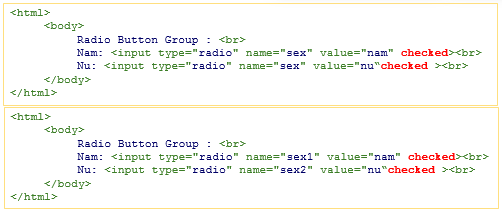 <html>
<body>
Radio Button Group : <br>
Nam: <input type="radio" name="sex" value="nam" checked><br>
Nu: <input type="radio" name="sex" value="nu“checked ><br>
</body>
</html>
<html>
<body>
Radio Button Group : <br>
Nam: <input type="radio" name="sex1" value="nam" checked><br>
Nu: <input type="radio" name="sex2" value="nu“checked ><br>
</body>
</html>